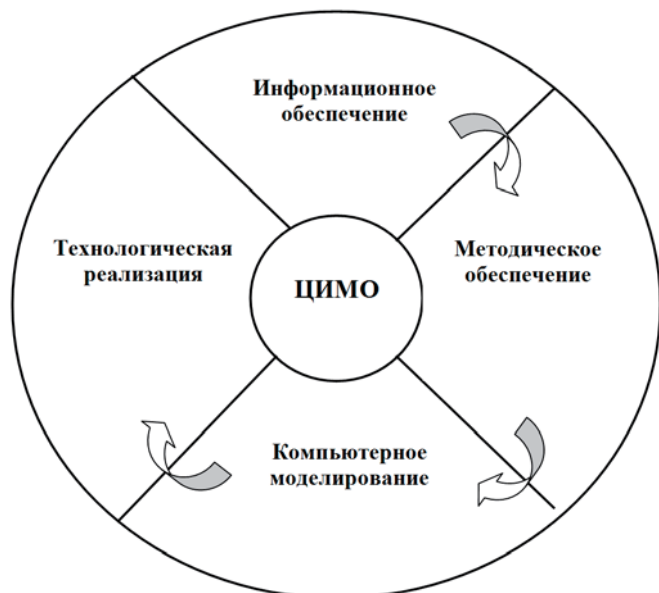 Информационное
обеспечение
Технологическая
реализация
ЦИМО
Методическое
обеспечение
Компьютерное
моделирование